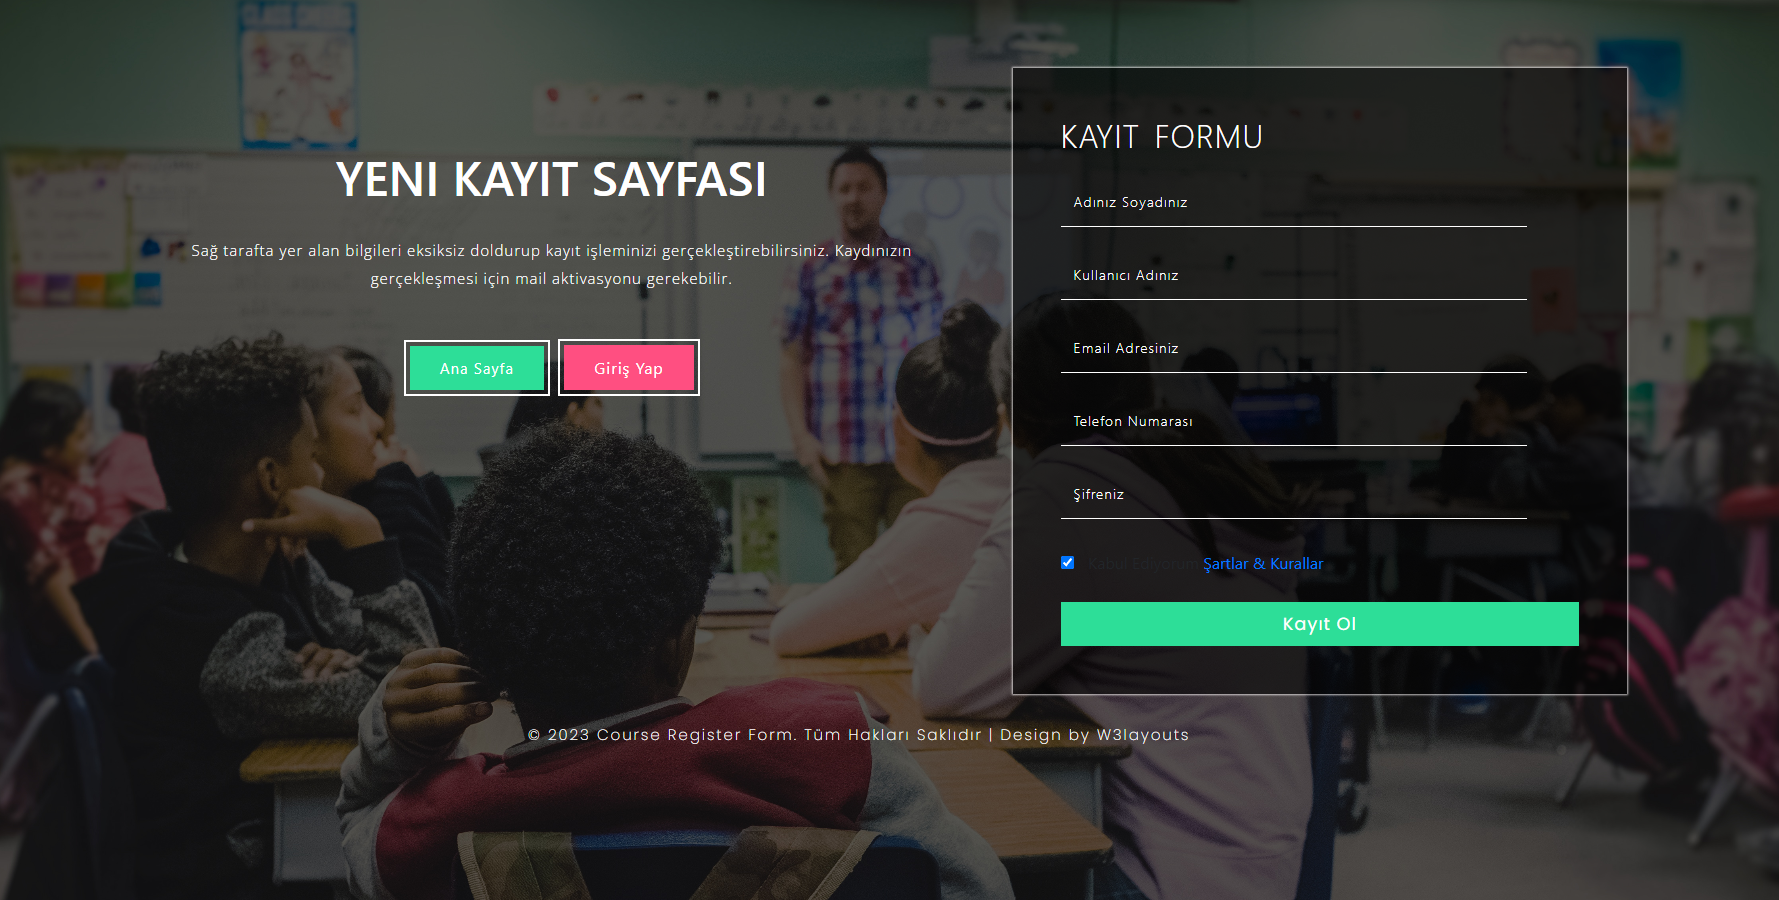 YENI KAYIT SAYFASI
Sağ tarafta yer alan bilgileri eksiksiz doldurup kayıt işleminizi gerçekleştirebilirsiniz. Kaydınızın
gerçekleşmesi için mail aktivasyonu gerekebilir.
Ana Sayfa
Giriş Yap
KAYIT FORMU
Adınız Soyadınız
Kullanıcı Adınız
Email Adresiniz
Telefon Numarası
Şifreniz
Kabul Ediyorum Şartlar & Kurallar
Kayıt Ol
© 2023 Course Register Form. Tüm Hakları Saklıdır | Design by W3layouts